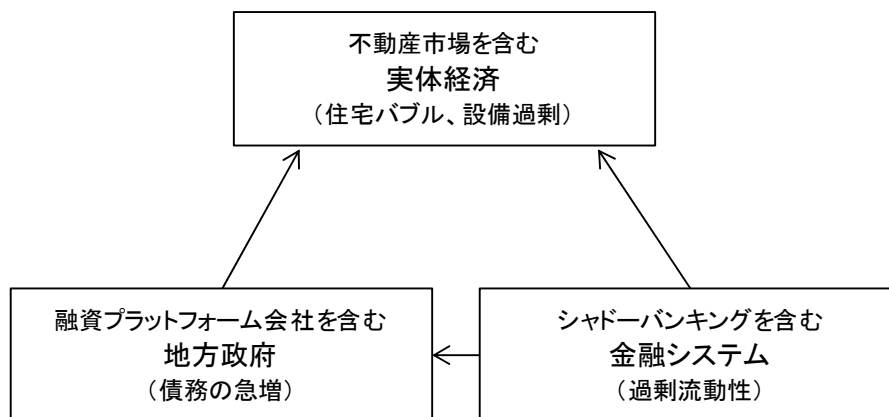 不動産市場を含む
実体経済
（住宅バブル、設備過剰）
融資プラットフォーム会社を含む
地方政府
（債務の急増）
シャドーバンキングを含む
金融システム
（過剰流動性）